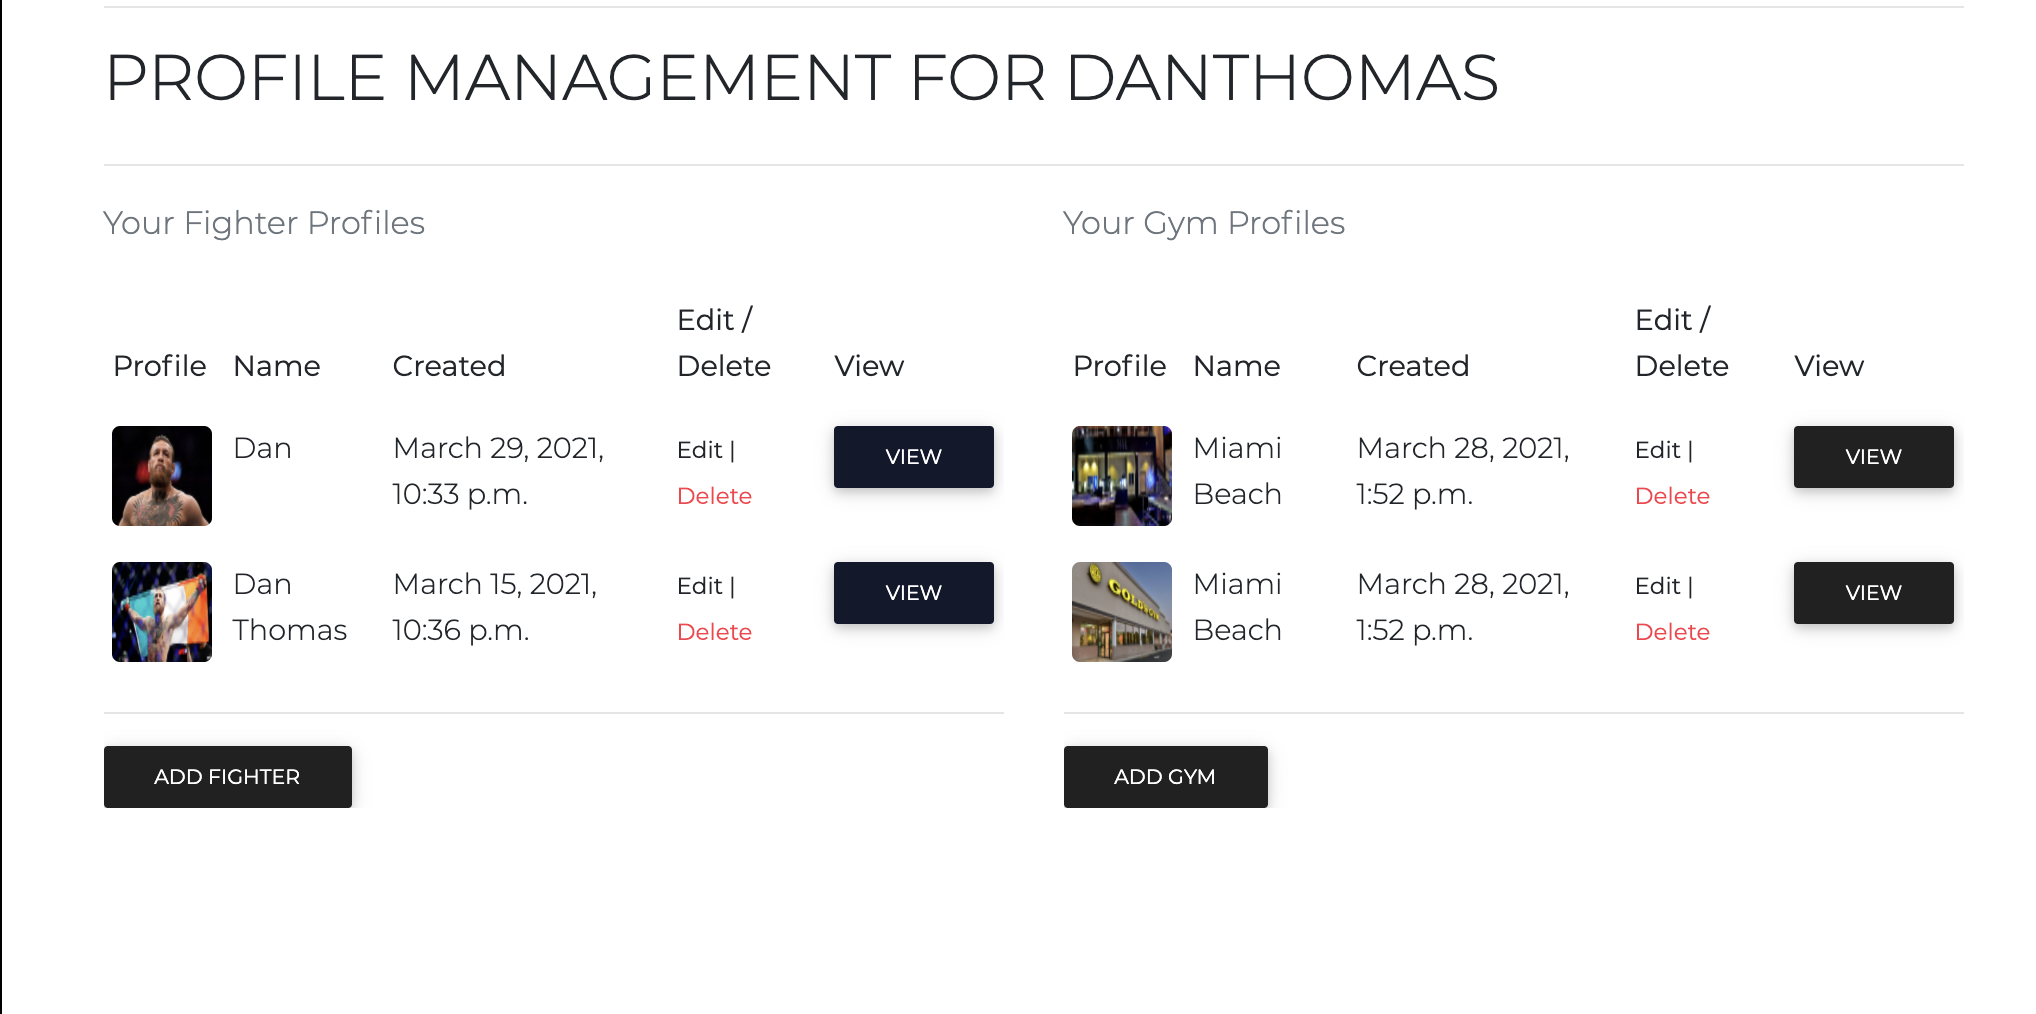 PROFILE MANAGEMENT FOR DANTHOMAS
Your Fighter Profiles
Profile Name Created Edit / Delete View
Dan March 29, 2021, 10:33 p.m. Edit | Delete VIEW
Dan Thomas March 15, 2021, 10:36 p.m. Edit | Delete VIEW
ADD FIGHTER
Your Gym Profiles
Profile Name Created Edit / Delete View
Miami Beach March 28, 2021, 1:52 p.m. Edit | Delete VIEW
Miami Beach March 28, 2021, 1:52 p.m. Edit | Delete VIEW
ADD GYM